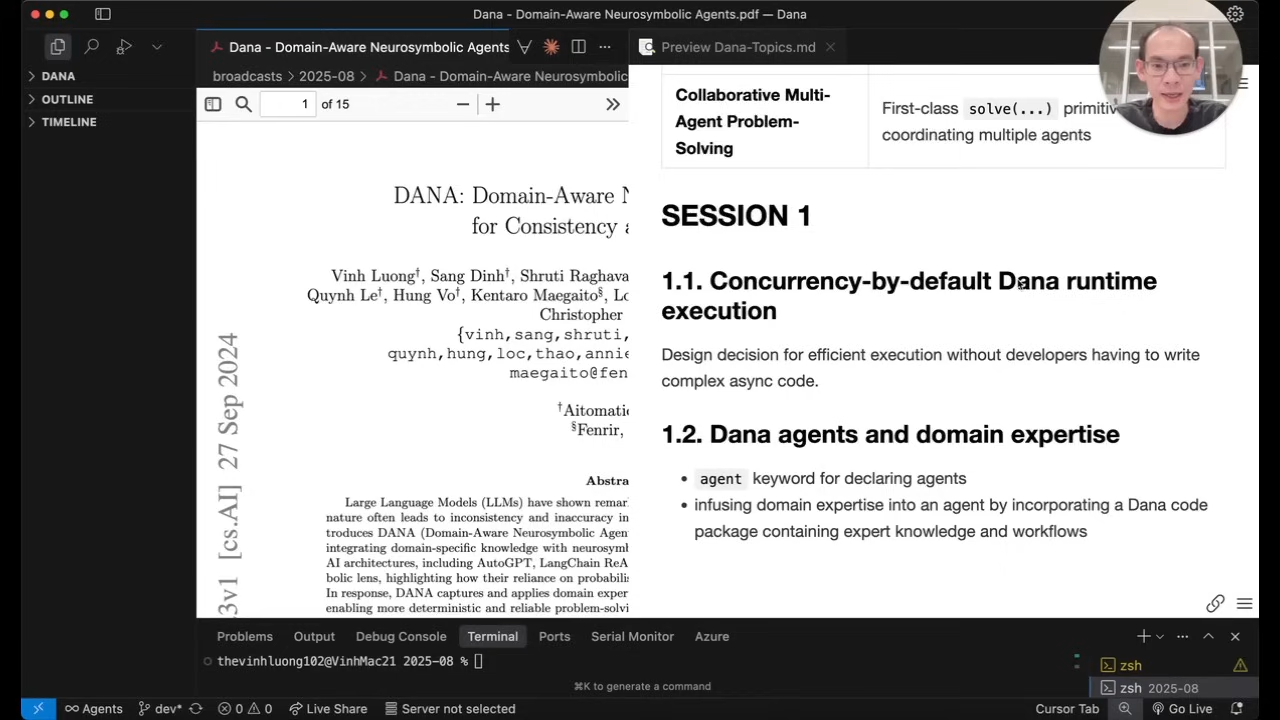 Dana - Domain-Aware Neurosymbolic Agents.pdf — Dana
Dana - Domain-Aware Neurosymbolic Agents
Preview Dana-Topics.md
DANA
OUTLINE
TIMELINE
broadcasts > 2025-08 > Dana - Domain-Aware Neurosymbolic
1 of 15
DANA: Domain-Aware N
for Consistency a
Vinh Luong†, Sang Dinh†, Shruti Raghava
Quynh Le†, Hung Vo†, Kentaro Maegaito§, Lo
Christopher
{vinh,sang,shruti,
quynh,hung,loc,thao,annie
maegaito@fen
†Aitomatic
§Fenrir,
Abstra
Large Language Models (LLMs) have shown remar
nature often leads to inconsistency and inaccuracy in
troduces DANA (Domain-Aware Neurosymbolic Agen
integrating domain-specific knowledge with neurosymb
AI architectures, including AutoGPT, LangChain ReA
bolic lens, highlighting how their reliance on probabilis
In response, DANA captures and applies domain exper
enabling more deterministic and reliable problem-solvi
3v1 [cs.AI] 27 Sep 2024
Collaborative Multi-
Agent Problem-
Solving
First-class solve(...) primitiv
coordinating multiple agents
SESSION 1
1.1. Concurrency-by-default Dana runtime
execution
Design decision for efficient execution without developers having to write
complex async code.
1.2. Dana agents and domain expertise
• agent keyword for declaring agents
• infusing domain expertise into an agent by incorporating a Dana code
package containing expert knowledge and workflows
Problems Output Debug Console Terminal Ports Serial Monitor Azure
thevinhluong102@VinhMac21 2025-08 %
⌘K to generate a command
zsh
zsh 2025-08
Agents dev* 0 0 Live Share Server not selected Cursor Tab Go Live